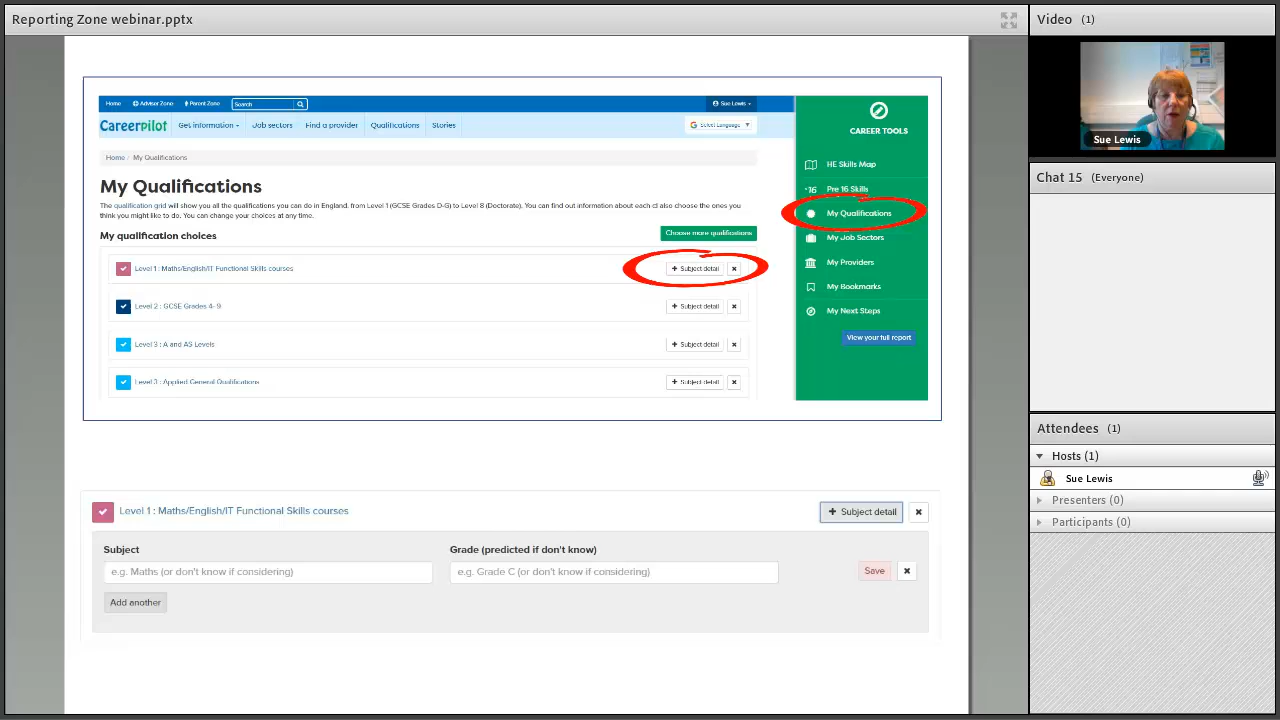 Reporting Zone webinar.pptx
Home Adviser Zone Parent Zone Search Sue Lewis
Careerpilot Get information Job sectors Find a provider Qualifications Stories Select Language
Home / My Qualifications
My Qualifications
The qualification grid will show you all the qualifications you can do in England, from Level 1 (GCSE Grades D-G) to Level 8 (Doctorate). You can find out information about each cl also choose the ones you
think you might like to do. You can change your choices at any time.
My qualification choices Choose more qualifications
Level 1 : Maths/English/IT Functional Skills courses + Subject detail ×
Level 2 : GCSE Grades 4-9 + Subject detail ×
Level 3 : A and AS Levels + Subject detail ×
Level 3 : Applied General Qualifications + Subject detail ×
CAREER TOOLS
HE Skills Map
16 Pre 16 Skills
My Qualifications
My Job Sectors
My Providers
My Bookmarks
My Next Steps
View your full report
Level 1 : Maths/English/IT Functional Skills courses + Subject detail ×
Subject Grade (predicted if don't know)
e.g. Maths (or don't know if considering) e.g. Grade C (or don't know if considering) Save ×
Add another
Video (1)
Sue Lewis
Chat 15 (Everyone)
Attendees (1)
Hosts (1)
Sue Lewis
Presenters (0)
Participants (0)